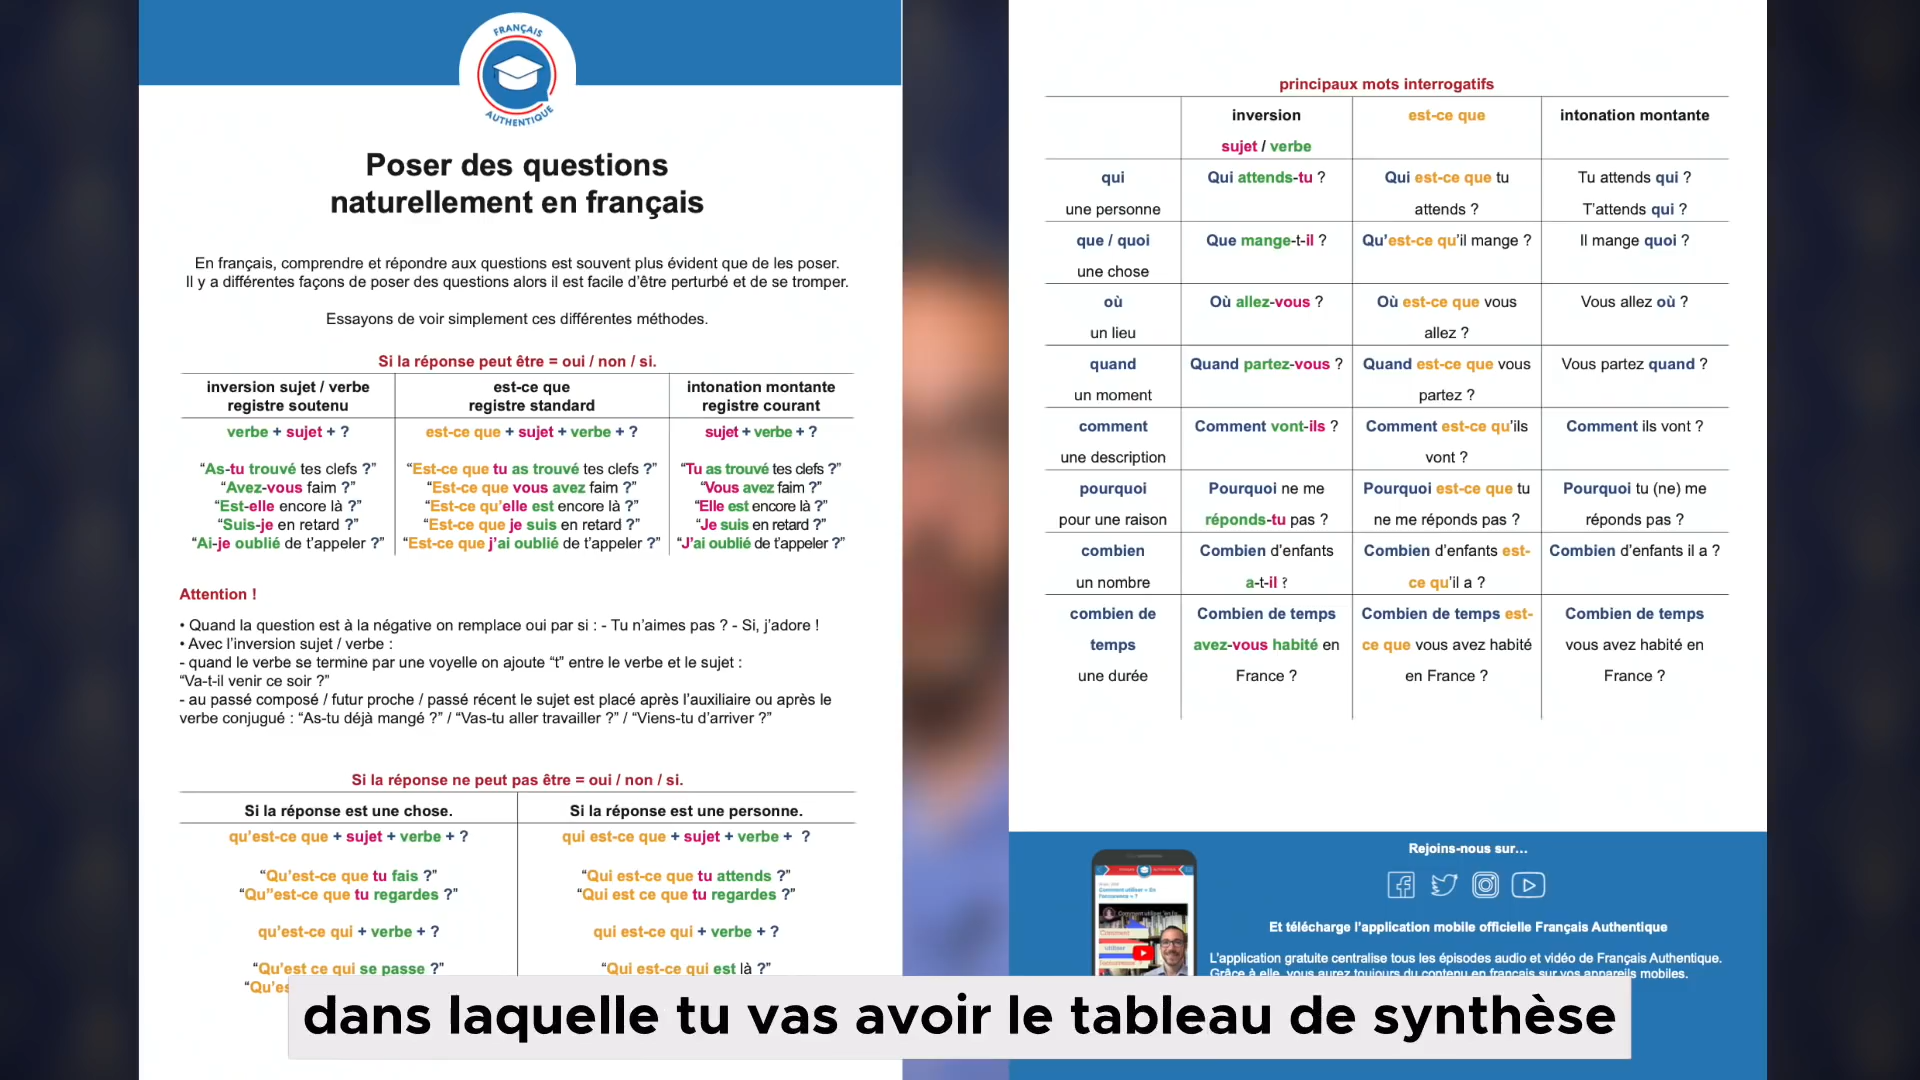 FRANÇAIS
AUTHENTIQUE
Poser des questions
naturellement en français
En français, comprendre et répondre aux questions est souvent plus évident que de les poser.
Il y a différentes façons de poser des questions alors il est facile d’être perturbé et de se tromper.
Essayons de voir simplement ces différentes méthodes.
Si la réponse peut être = oui / non / si.
inversion sujet / verbe est-ce que intonation montante
registre soutenu registre standard registre courant
verbe + sujet + ? est-ce que + sujet + verbe + ? sujet + verbe + ?
“As-tu trouvé tes clefs ?” “Est-ce que tu as trouvé tes clefs ?” “Tu as trouvé tes clefs ?”
“Avez-vous faim ?” “Est-ce que vous avez faim ?” “Vous avez faim ?”
“Est-elle encore là ?” “Est-ce qu’elle est encore là ?” “Elle est encore là ?”
“Suis-je en retard ?” “Est-ce que je suis en retard ?” “Je suis en retard ?”
“Ai-je oublié de t’appeler ?” “Est-ce que j’ai oublié de t’appeler ?” “J’ai oublié de t’appeler ?”
Attention !
• Quand la question est à la négative on remplace oui par si : - Tu n’aimes pas ? - Si, j’adore !
• Avec l’inversion sujet / verbe :
- quand le verbe se termine par une voyelle on ajoute “t” entre le verbe et le sujet :
“Va-t-il venir ce soir ?”
- au passé composé / futur proche / passé récent le sujet est placé après l’auxiliaire ou après le
verbe conjugué : “As-tu déjà mangé ?” / “Vas-tu aller travailler ?” / “Viens-tu d’arriver ?”
Si la réponse ne peut pas être = oui / non / si.
Si la réponse est une chose. Si la réponse est une personne.
qu’est-ce que + sujet + verbe + ? qui est-ce que + sujet + verbe + ?
“Qu’est-ce que tu fais ?” “Qui est-ce que tu attends ?”
“Qu”est-ce que tu regardes ?” “Qui est ce que tu regardes ?”
qu’est-ce qui + verbe + ? qui est-ce qui + verbe + ?
“Qu’est ce qui se passe ?” “Qui est-ce qui est là ?”
“Qu’es
principaux mots interrogatifs
inversion est-ce que intonation montante
sujet / verbe
qui Qui attends-tu ? Qui est-ce que tu Tu attends qui ?
une personne attends ? T’attends qui ?
que / quoi Que mange-t-il ? Qu’est-ce qu’il mange ? Il mange quoi ?
une chose
où Où allez-vous ? Où est-ce que vous Vous allez où ?
un lieu allez ?
quand Quand partez-vous ? Quand est-ce que vous Vous partez quand ?
un moment partez ?
comment Comment vont-ils ? Comment est-ce qu’ils Comment ils vont ?
une description vont ?
pourquoi Pourquoi ne me Pourquoi est-ce que tu Pourquoi tu (ne) me
pour une raison réponds-tu pas ? ne me réponds pas ? réponds pas ?
combien Combien d’enfants Combien d’enfants est- Combien d’enfants il a ?
un nombre a-t-il ? ce qu’il a ?
combien de Combien de temps Combien de temps est- Combien de temps
temps avez-vous habité en ce que vous avez habité vous avez habité en
une durée France ? en France ? France ?
Rejoins-nous sur…
Et télécharge l’application mobile officielle Français Authentique
L’application gratuite centralise tous les épisodes audio et vidéo de Français Authentique.
Grâce à elle, vous aurez toujours du contenu en français sur vos appareils mobiles.
Comment utiliser « En
dans laquelle tu vas avoir le tableau de synthèse